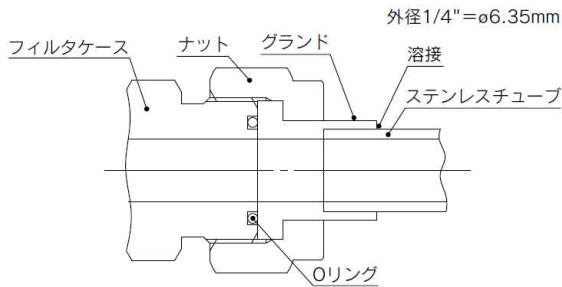 外径1/4"＝ø6.35mm
フィルタケース
ナット
グランド
溶接
ステンレスチューブ
Oリング